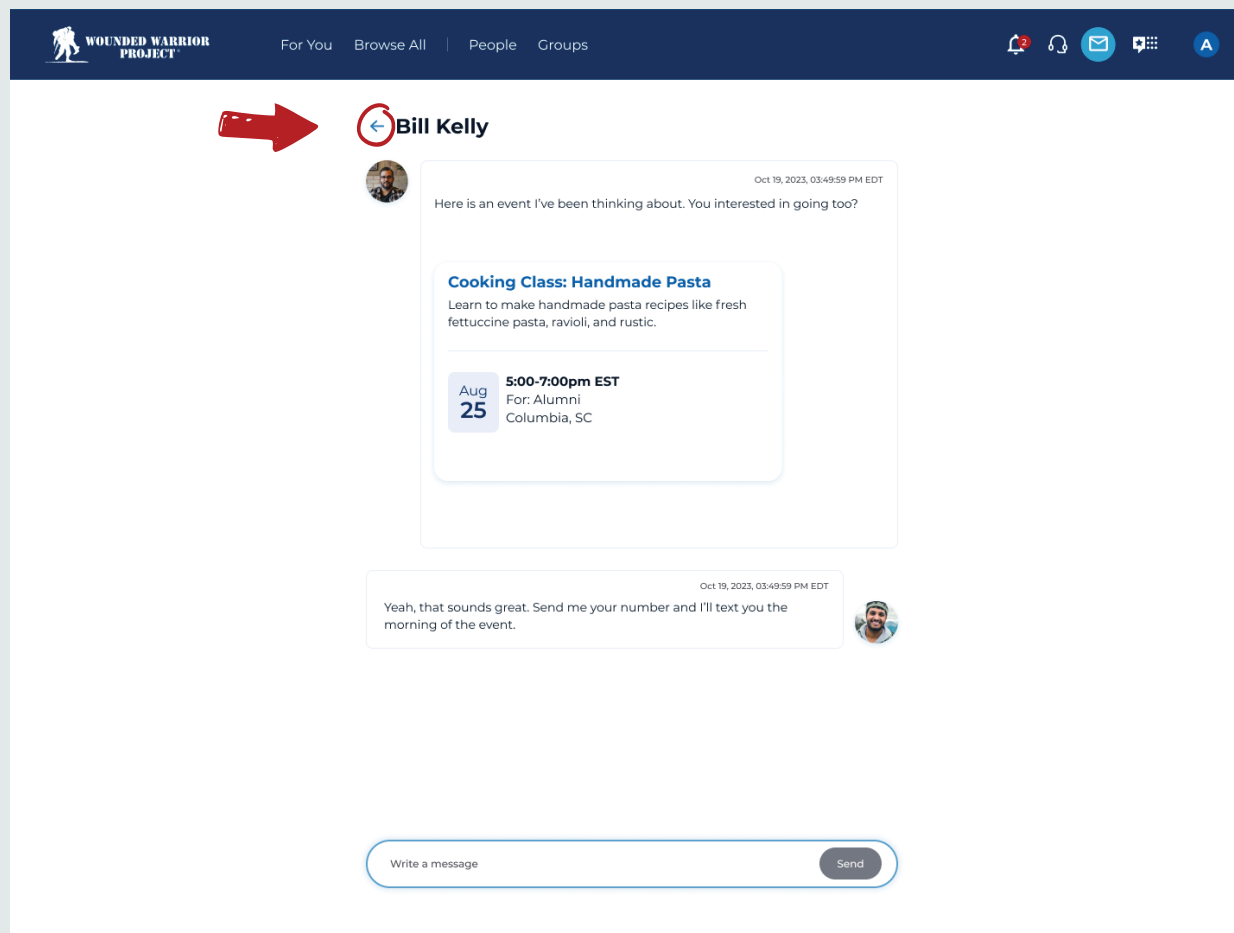 WOUNDED WARRIOR
PROJECT
For You Browse All People Groups
2
A
Bill Kelly
Oct 19, 2023, 03:49:59 PM EDT
Here is an event I've been thinking about. You interested in going too?
Cooking Class: Handmade Pasta
Learn to make handmade pasta recipes like fresh
fettuccine pasta, ravioli, and rustic.
Aug
25
5:00-7:00pm EST
For: Alumni
Columbia, SC
Oct 19, 2023, 03:49:59 PM EDT
Yeah, that sounds great. Send me your number and I'll text you the
morning of the event.
Write a message
Send